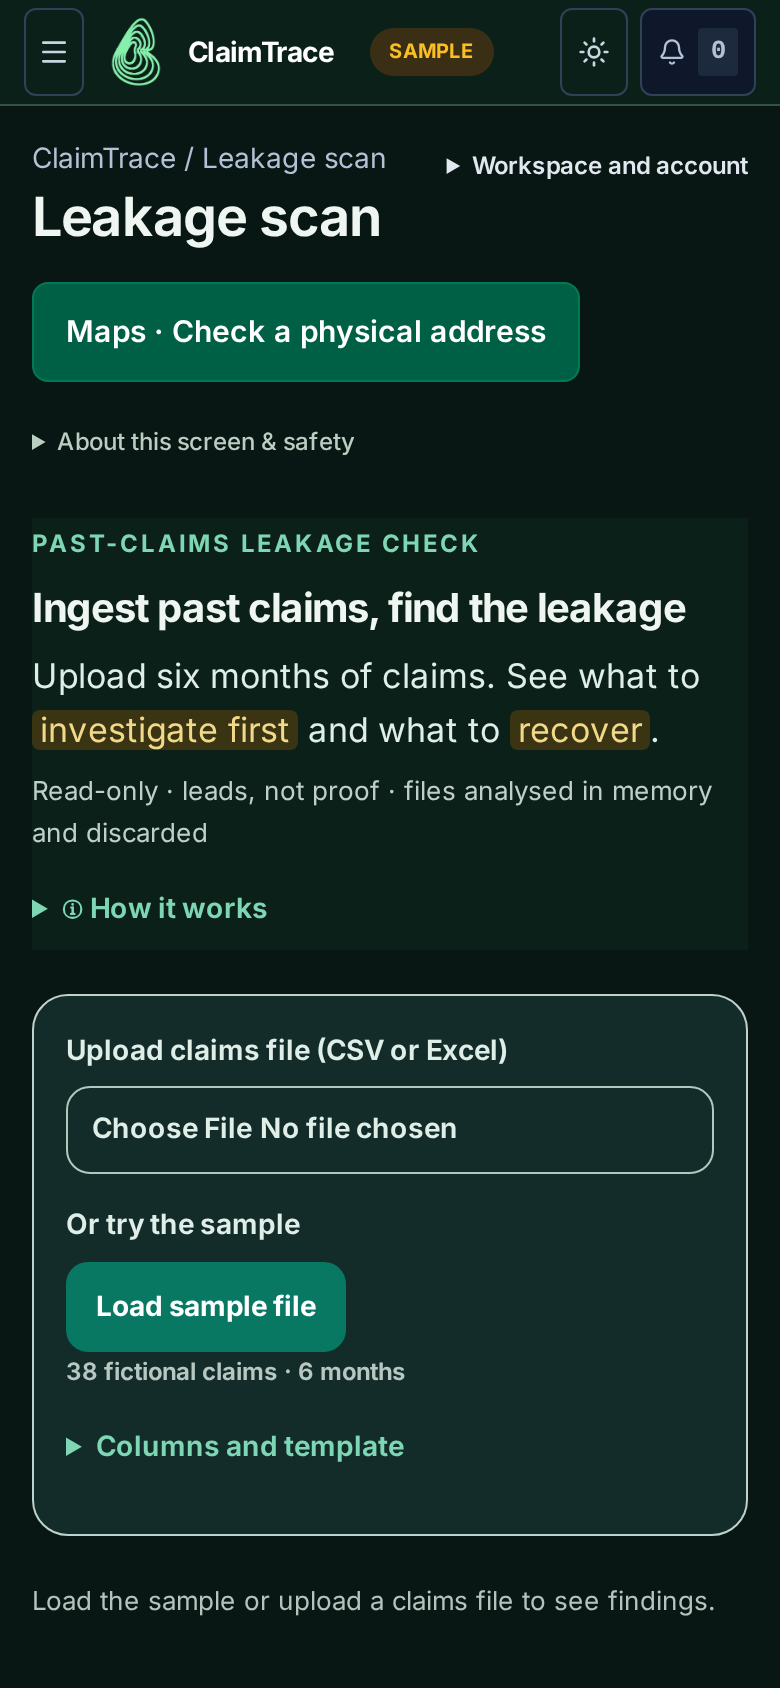 ClaimTrace
SAMPLE
0
ClaimTrace / Leakage scan
Workspace and account
Leakage scan
Maps · Check a physical address
About this screen & safety
PAST-CLAIMS LEAKAGE CHECK
Ingest past claims, find the leakage
Upload six months of claims. See what to
investigate first and what to recover.
Read-only · leads, not proof · files analysed in memory
and discarded
How it works
Upload claims file (CSV or Excel)
Choose File No file chosen
Or try the sample
Load sample file
38 fictional claims · 6 months
Columns and template
Load the sample or upload a claims file to see findings.